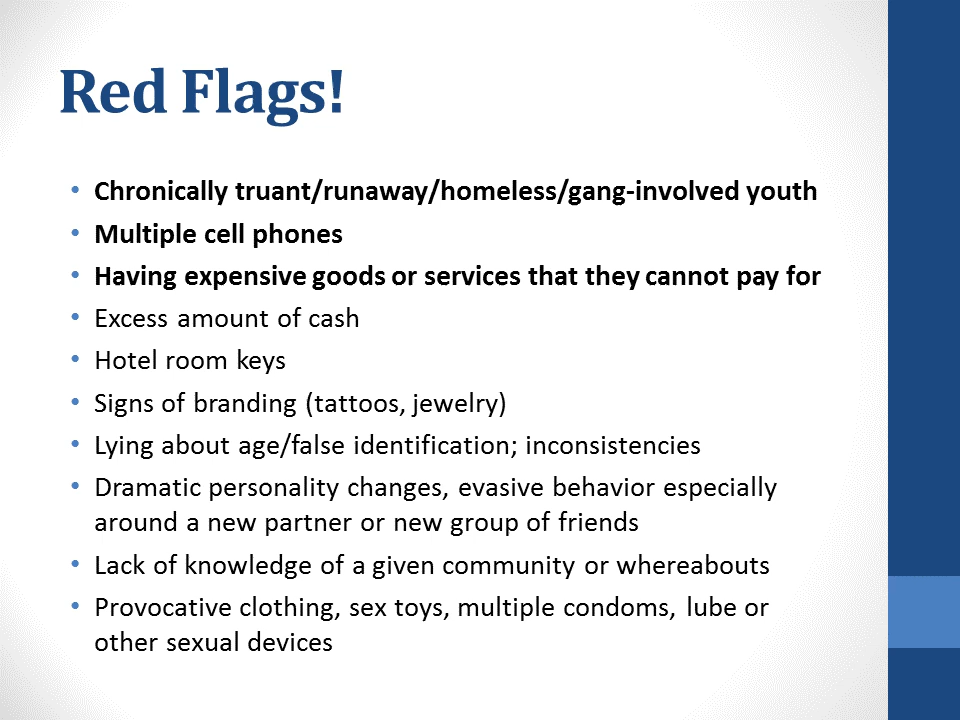 Red Flags!
• Chronically truant/runaway/homeless/gang-involved youth
• Multiple cell phones
• Having expensive goods or services that they cannot pay for
• Excess amount of cash
• Hotel room keys
• Signs of branding (tattoos, jewelry)
• Lying about age/false identification; inconsistencies
• Dramatic personality changes, evasive behavior especially
around a new partner or new group of friends
• Lack of knowledge of a given community or whereabouts
• Provocative clothing, sex toys, multiple condoms, lube or
other sexual devices